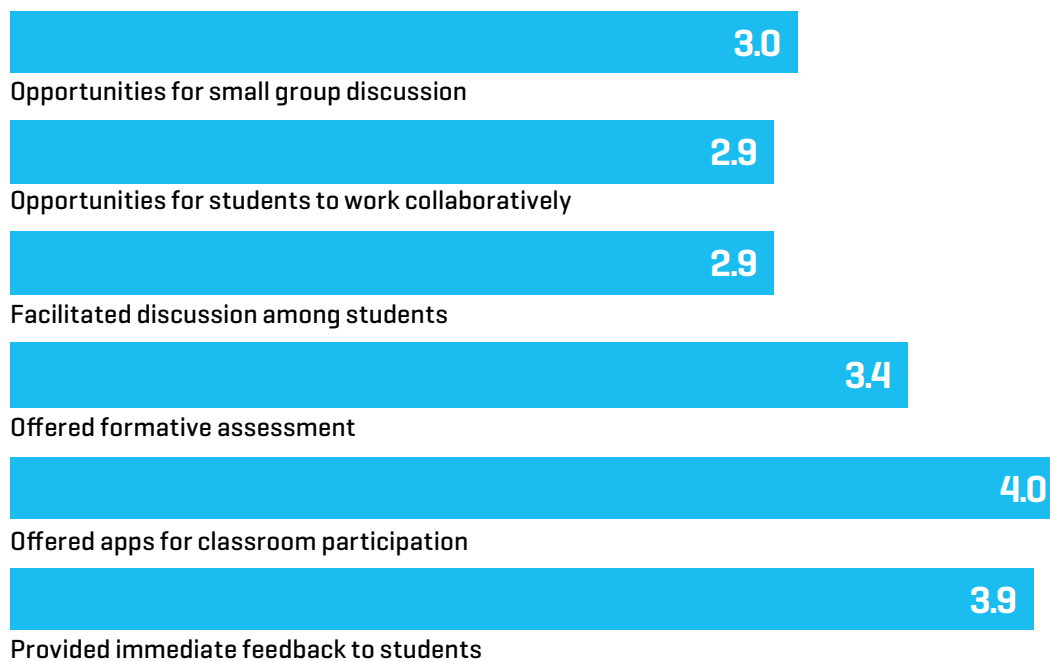 3.0
Opportunities for small group discussion
2.9
Opportunities for students to work collaboratively
2.9
Facilitated discussion among students
3.4
Offered formative assessment
4.0
Offered apps for classroom participation
3.9
Provided immediate feedback to students